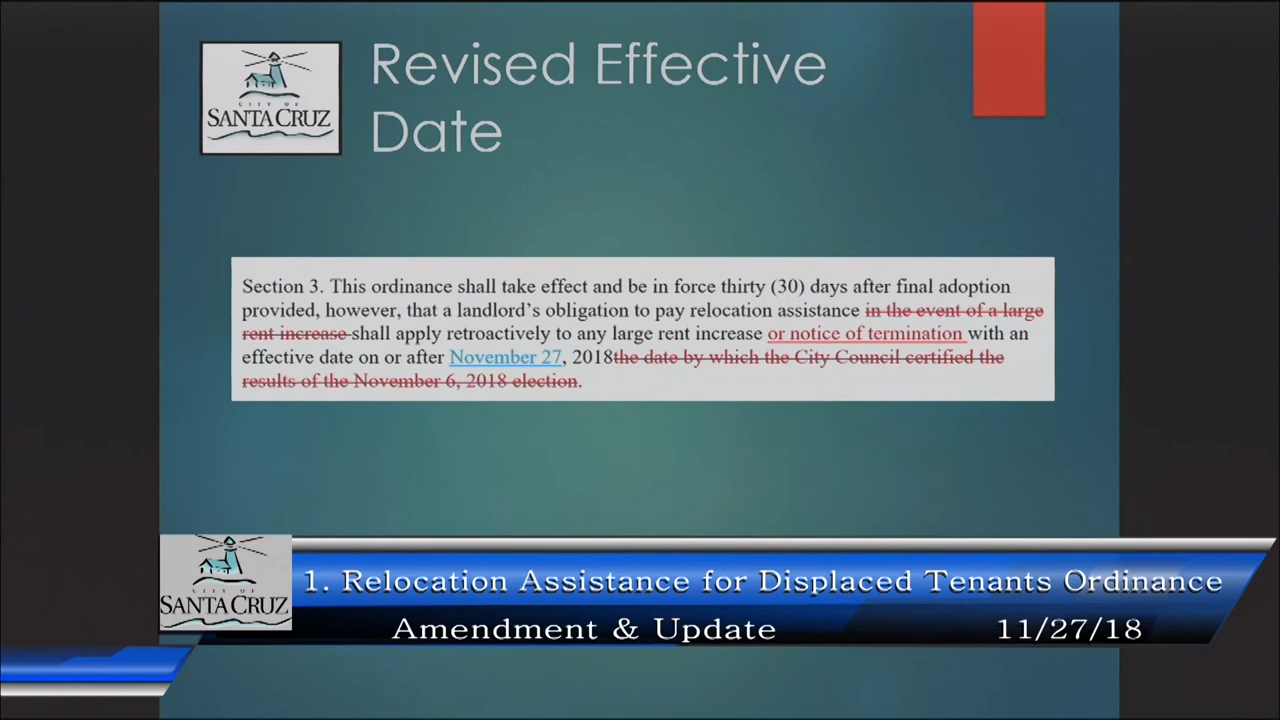 CITY OF
SANTA CRUZ
Revised Effective
Date
Section 3. This ordinance shall take effect and be in force thirty (30) days after final adoption
provided, however, that a landlord's obligation to pay relocation assistance in the event of a large
rent increase shall apply retroactively to any large rent increase or notice of termination with an
effective date on or after November 27, 2018the date by which the City Council certified the
results of the November 6, 2018 election.
CITY OF
SANTA CRUZ
1. Relocation Assistance for Displaced Tenants Ordinance
Amendment & Update
11/27/18